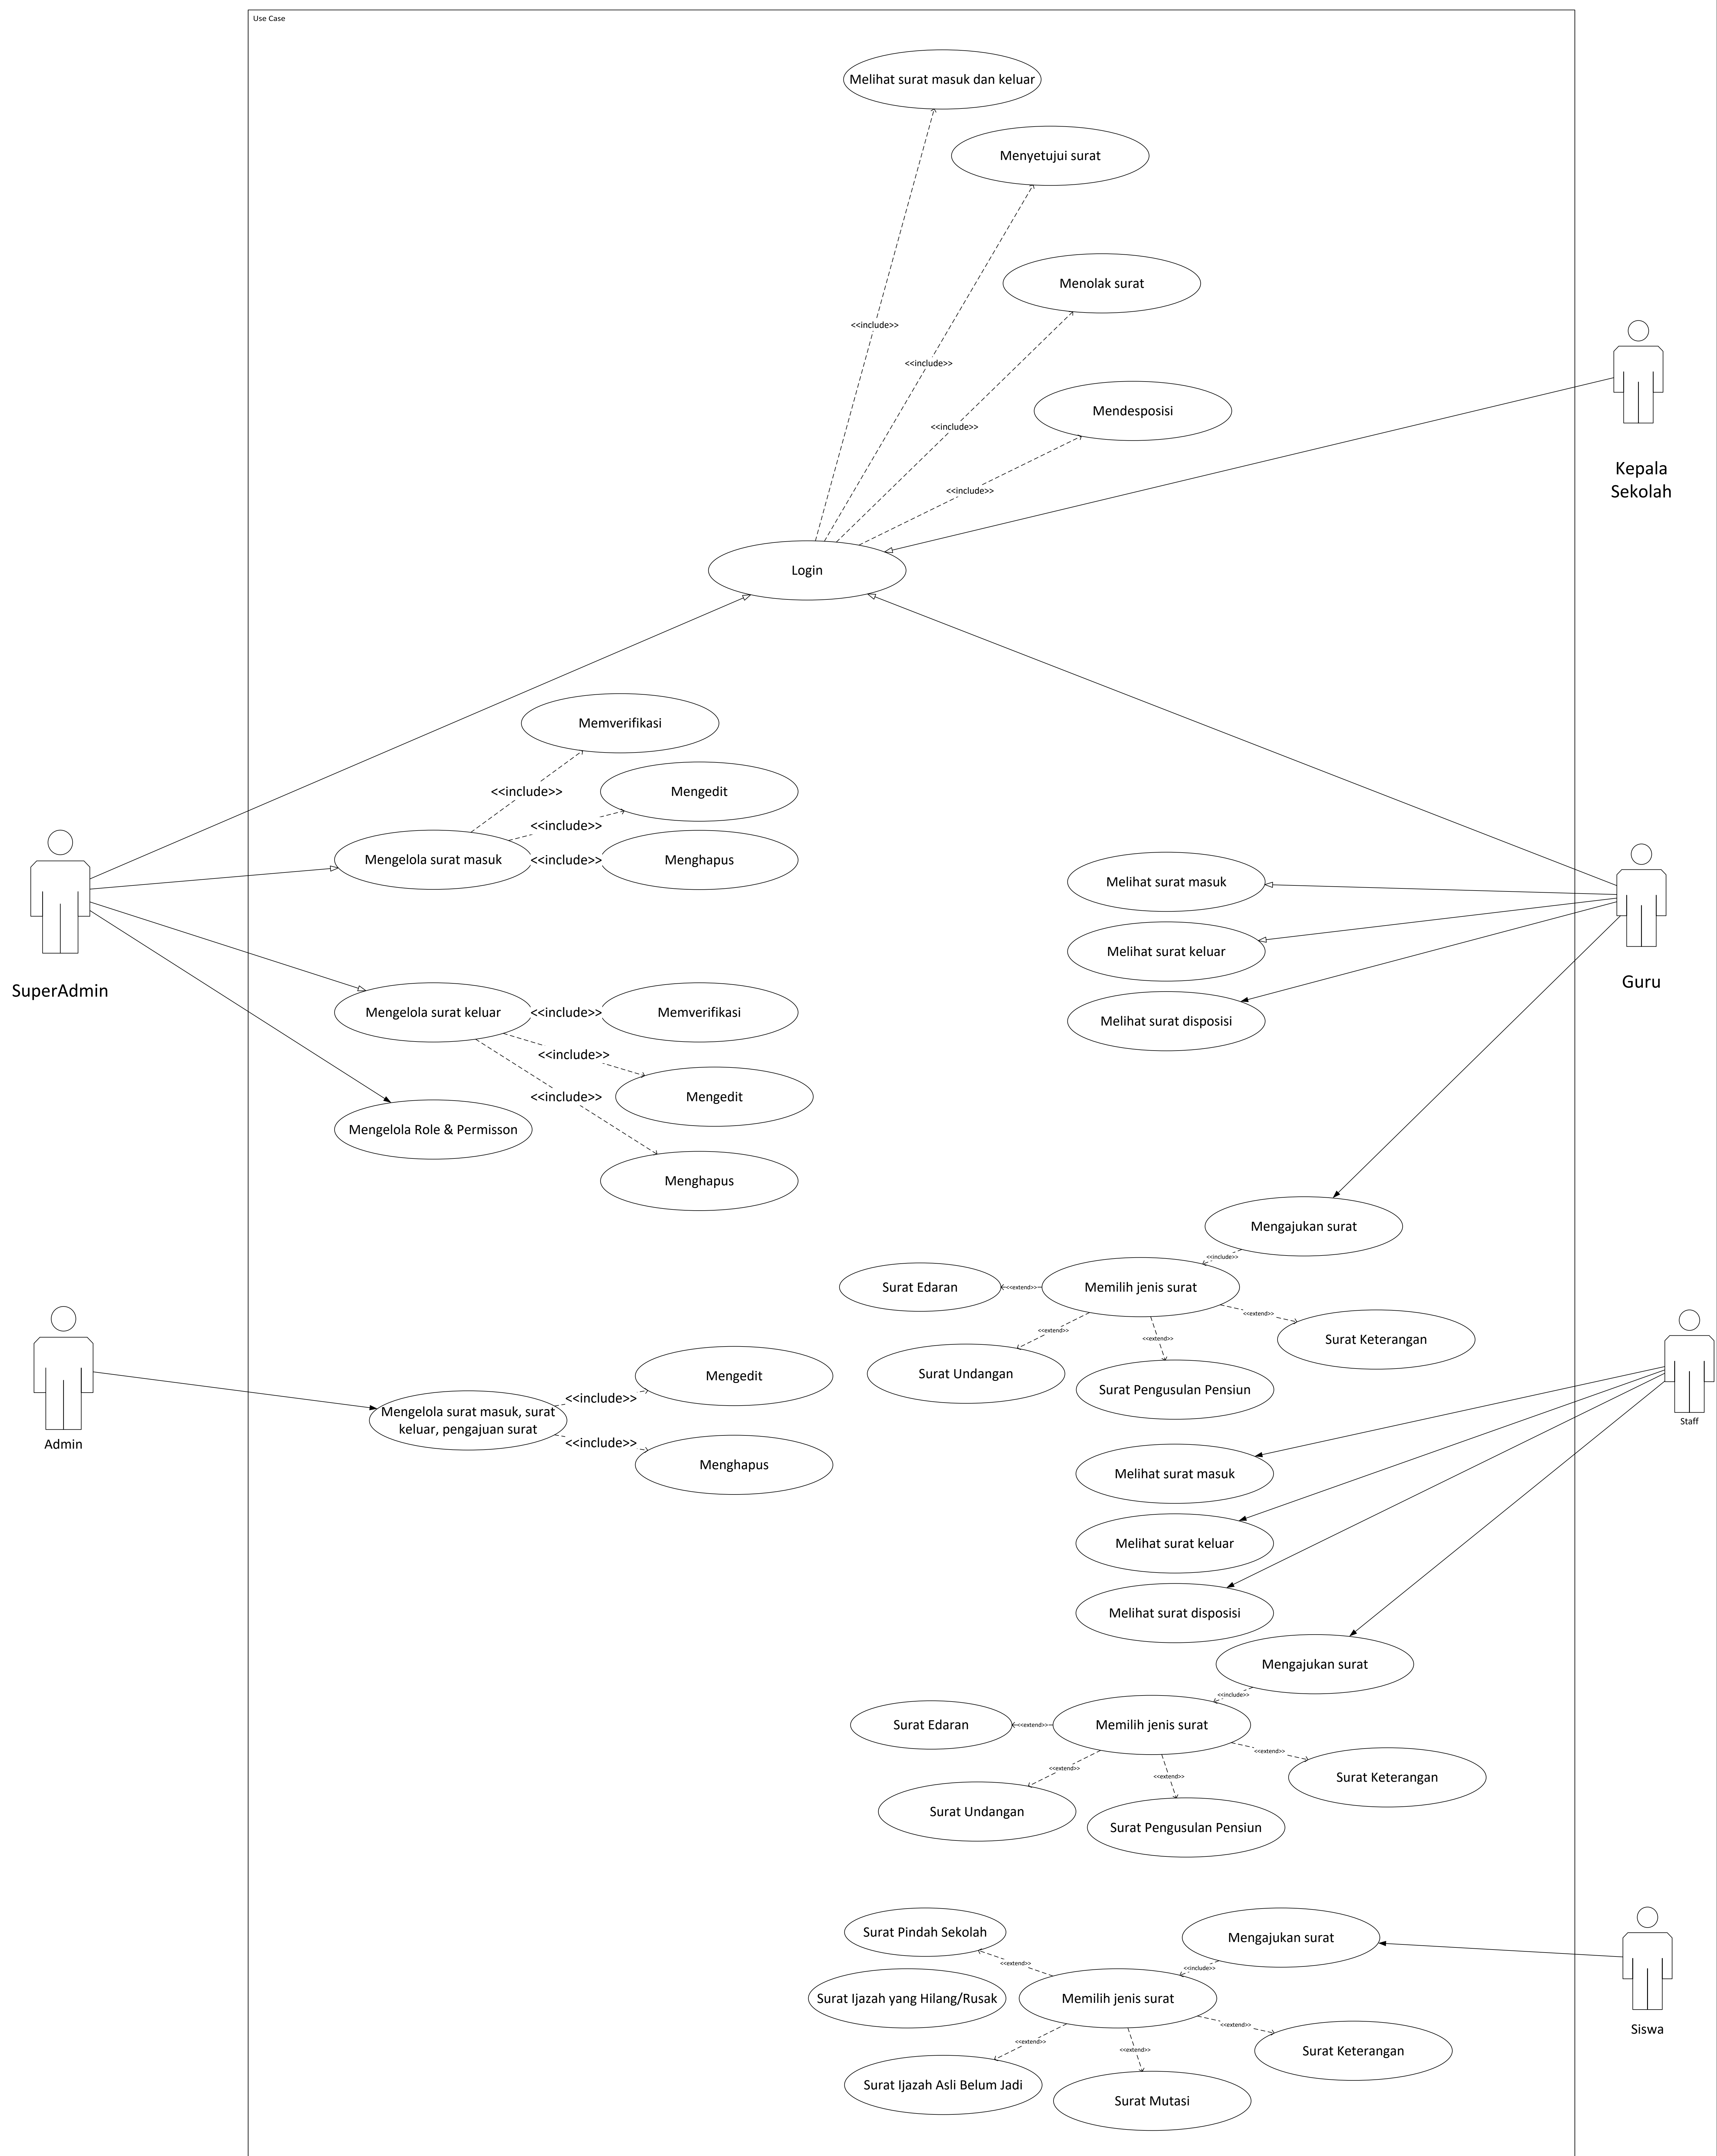 Use Case
Melihat surat masuk dan keluar
Menyetujui surat
Menolak surat
<<include>>
<<include>>
Mendesposisi
<<include>>
Kepala
Sekolah
<<include>>
Login
Memverifikasi
<<include>>
Mengedit
<<include>>
Mengelola surat masuk
<<include>>
Menghapus
Melihat surat masuk
Melihat surat keluar
SuperAdmin
Guru
Mengelola surat keluar
<<include>>
Memverifikasi
Melihat surat disposisi
<<include>>
<<include>>
Mengedit
Mengelola Role & Permisson
Menghapus
Mengajukan surat
<<include>>
Surat Edaran
<<extend>>
Memilih jenis surat
<<extend>>
<<extend>>
<<extend>>
Surat Keterangan
Surat Undangan
Surat Pengusulan Pensiun
Mengedit
<<include>>
Mengelola surat masuk, surat
keluar, pengajuan surat
<<include>>
Menghapus
Admin
Staff
Melihat surat masuk
Melihat surat keluar
Melihat surat disposisi
Mengajukan surat
<<include>>
Surat Edaran
<<extend>>
Memilih jenis surat
<<extend>>
<<extend>>
<<extend>>
Surat Keterangan
Surat Undangan
Surat Pengusulan Pensiun
Surat Pindah Sekolah
Mengajukan surat
<<extend>>
<<include>>
Surat Ijazah yang Hilang/Rusak
Memilih jenis surat
<<extend>>
Siswa
<<extend>>
<<extend>>
Surat Keterangan
Surat Ijazah Asli Belum Jadi
Surat Mutasi